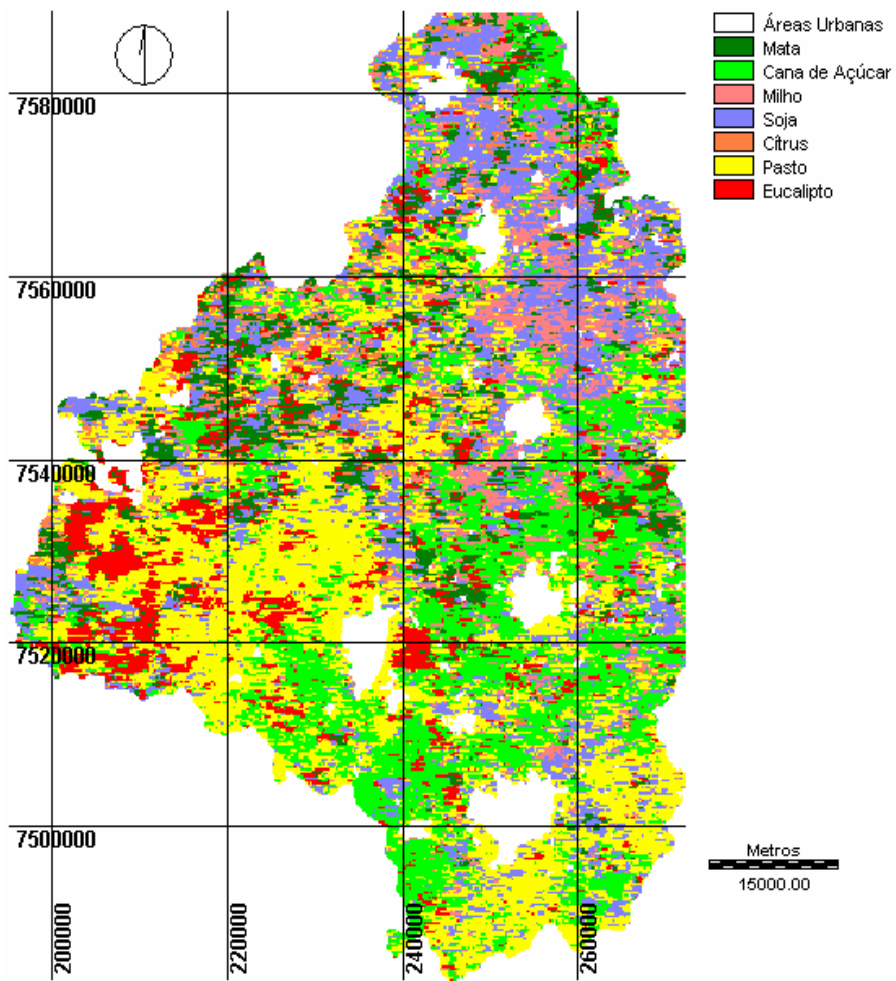 Áreas Urbanas
Mata
Cana de Açúcar
Milho
Soja
Cítrus
Pasto
Eucalipto
7580000
7560000
7540000
7520000
7500000
200000
220000
240000
260000
Metros
15000.00